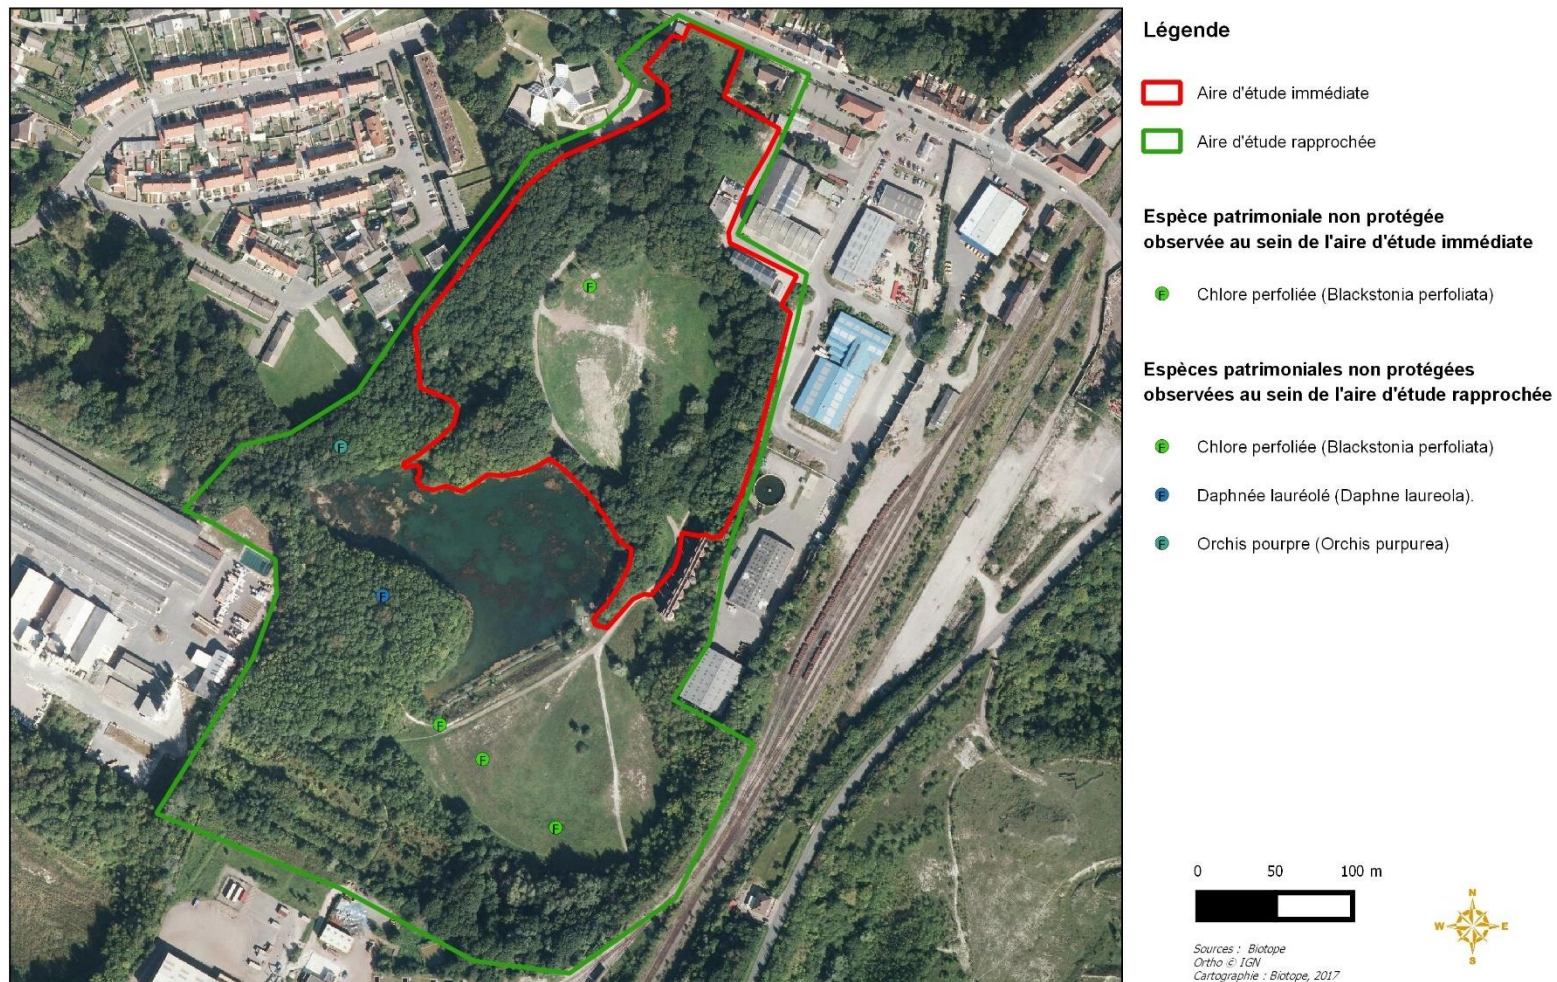 Légende
Aire d'étude immédiate
Aire d'étude rapprochée
Espèce patrimoniale non protégée
observée au sein de l'aire d'étude immédiate
F Chlore perfoliée (Blackstonia perfoliata)
Espèces patrimoniales non protégées
observées au sein de l'aire d'étude rapprochée
F Chlore perfoliée (Blackstonia perfoliata)
F Daphnée lauréolé (Daphne laureola).
F Orchis pourpre (Orchis purpurea)
F
F
F
F
F
F
0 50 100 m
N
W E
S
Sources : Biotope
Ortho © IGN
Cartographie : Biotope, 2017